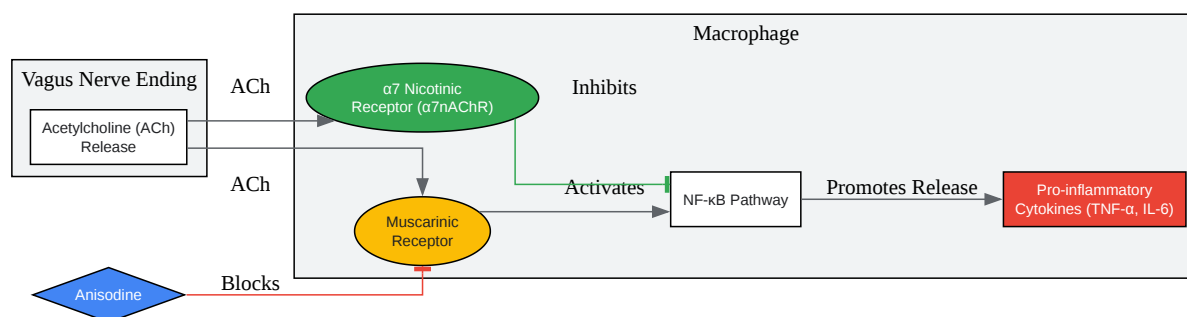 Macrophage
Vagus Nerve Ending
Acetylcholine (ACh)
Release
ACh
ACh
α7 Nicotinic
Receptor (α7nAChR)
Inhibits
Muscarinic
Receptor
Activates
NF-κB Pathway
Promotes Release
Pro-inflammatory
Cytokines (TNF-α, IL-6)
Anisodine
Blocks